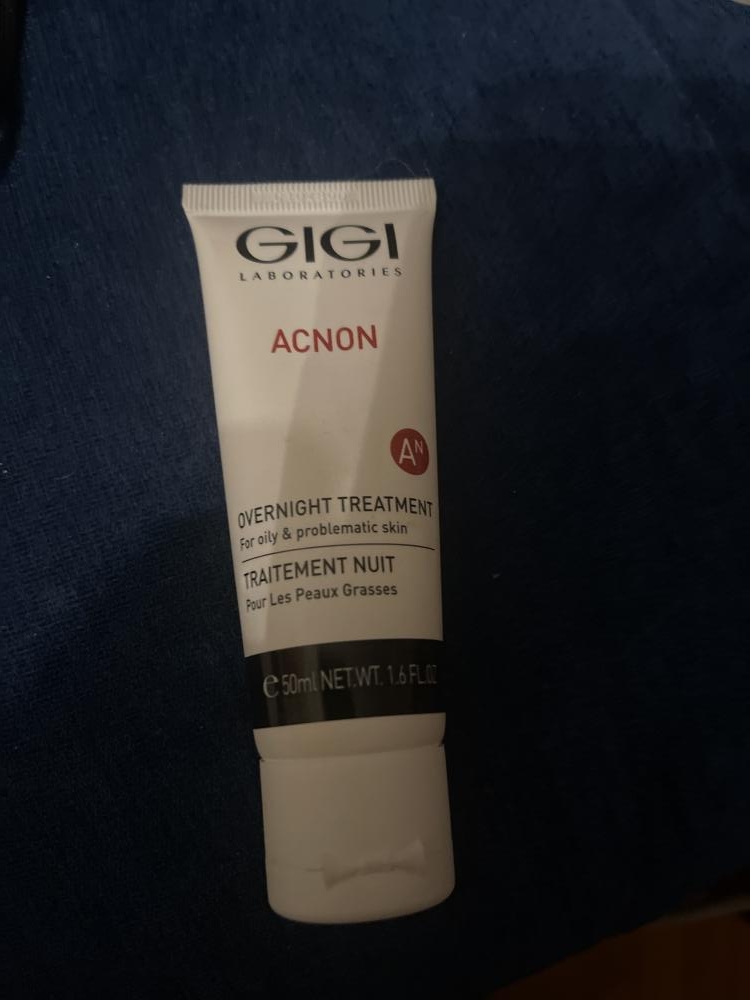 GIGI
LABORATORIES
ACNON
AN
OVERNIGHT TREATMENT
For oily & problematic skin
TRAITEMENT NUIT
Pour Les Peaux Grasses
e 50ml NET.WT. 1.6 FL.OZ